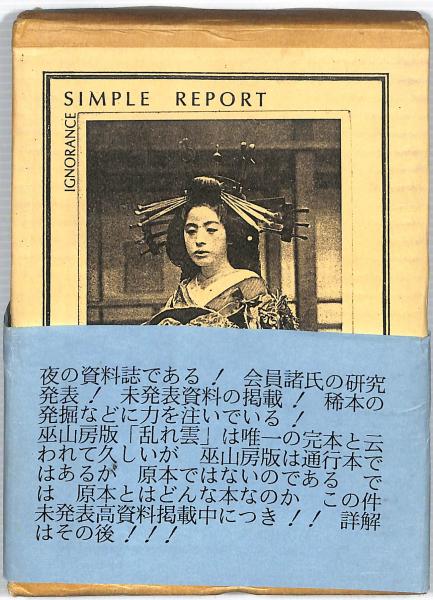 SIMPLE REPORT
IGNORANCE
夜の資料誌である！　会員諸氏の研究
発表！　未発表資料の掲載！　稀本の
発掘などに力を注いでいる！
巫山房版「乱れ雲」は唯一の完本と云
われて久しいが　巫山房版は通行本で
はあるが　原本ではないのである　で
は　原本とはどんな本なのか　この件
未発表高資料掲載中につき！！　詳解
はその後！！！